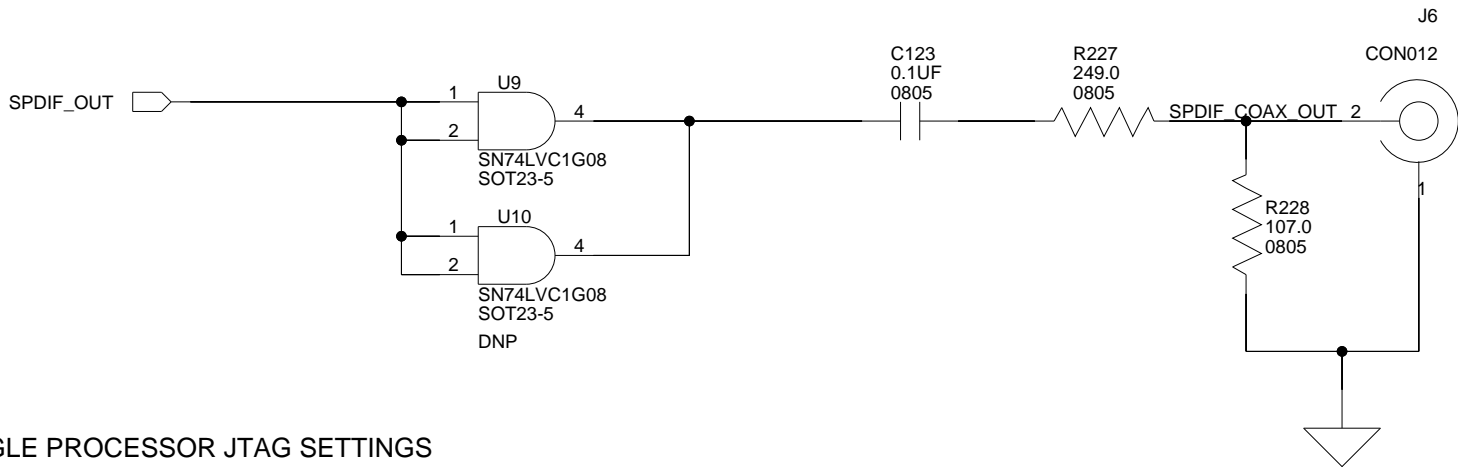 J6
CON012
C123
0.1UF
0805
R227
249.0
0805
SPDIF_OUT
U9
1
2
4
SN74LVC1G08
SOT23-5
SPDIF_COAX_OUT
2
1
U10
1
2
4
SN74LVC1G08
SOT23-5
DNP
R228
107.0
0805
GLE PROCESSOR JTAG SETTINGS